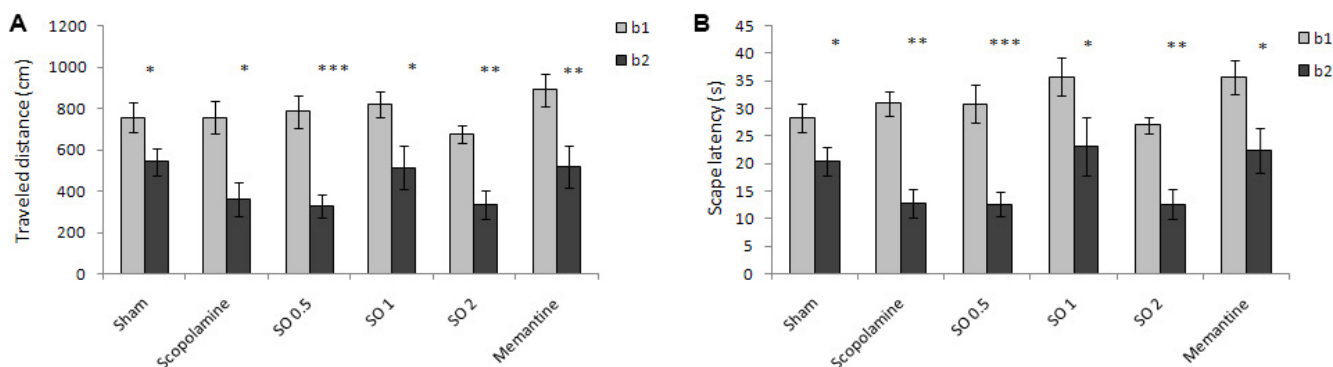 A
Traveled distance (cm)
1200
1000
800
600
400
200
0
* * *** * ** **
b1
b2
Sham
Scopolamine
SO 0.5
SO 1
SO 2
Memantine
B
Scape latency (s)
45
40
35
30
25
20
15
10
5
0
* ** *** * ** *
b1
b2
Sham
Scopolamine
SO 0.5
SO 1
SO 2
Memantine